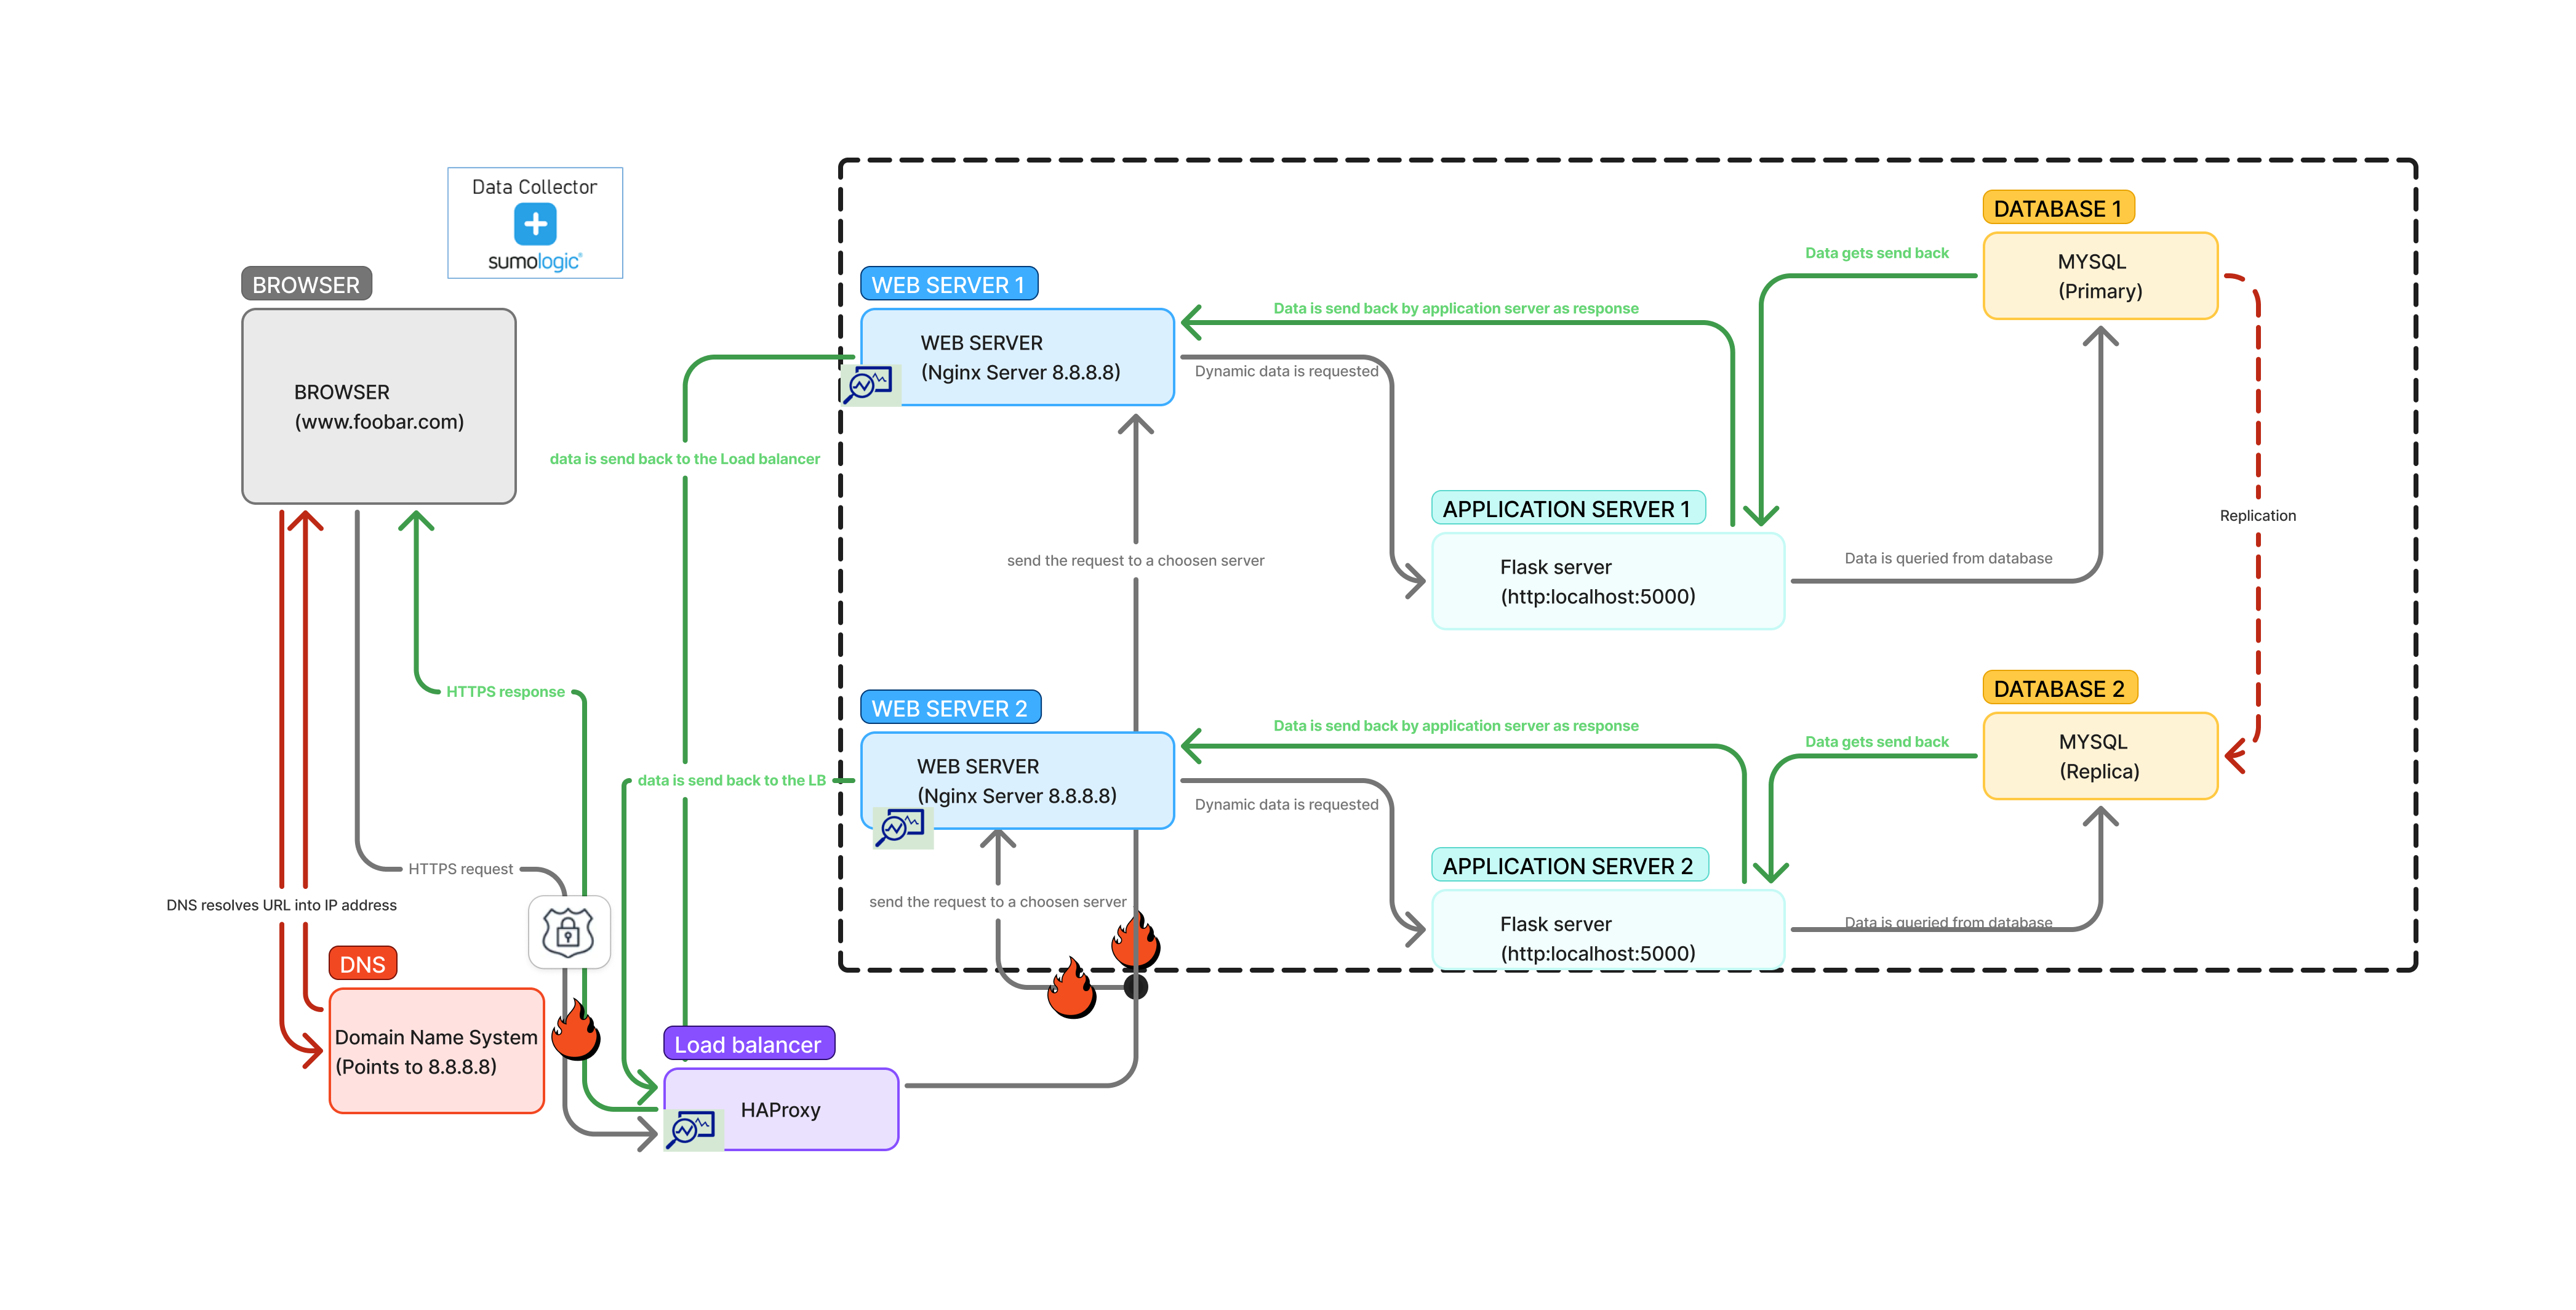 Data Collector
sumologic
BROWSER
BROWSER
(www.foobar.com)
WEB SERVER 1
WEB SERVER
(Nginx Server 8.8.8.8)
Data is send back by application server as response
Dynamic data is requested
Data gets send back
DATABASE 1
MYSQL
(Primary)
data is send back to the Load balancer
send the request to a choosen server
APPLICATION SERVER 1
Flask server
(http:localhost:5000)
Data is queried from database
Replication
HTTPS response
WEB SERVER 2
WEB SERVER
(Nginx Server 8.8.8.8)
data is send back to the LB
Data is send back by application server as response
Dynamic data is requested
Data gets send back
DATABASE 2
MYSQL
(Replica)
HTTPS request
send the request to a choosen server
APPLICATION SERVER 2
Flask server
(http:localhost:5000)
Data is queried from database
DNS resolves URL into IP address
DNS
Domain Name System
(Points to 8.8.8.8)
Load balancer
HAProxy